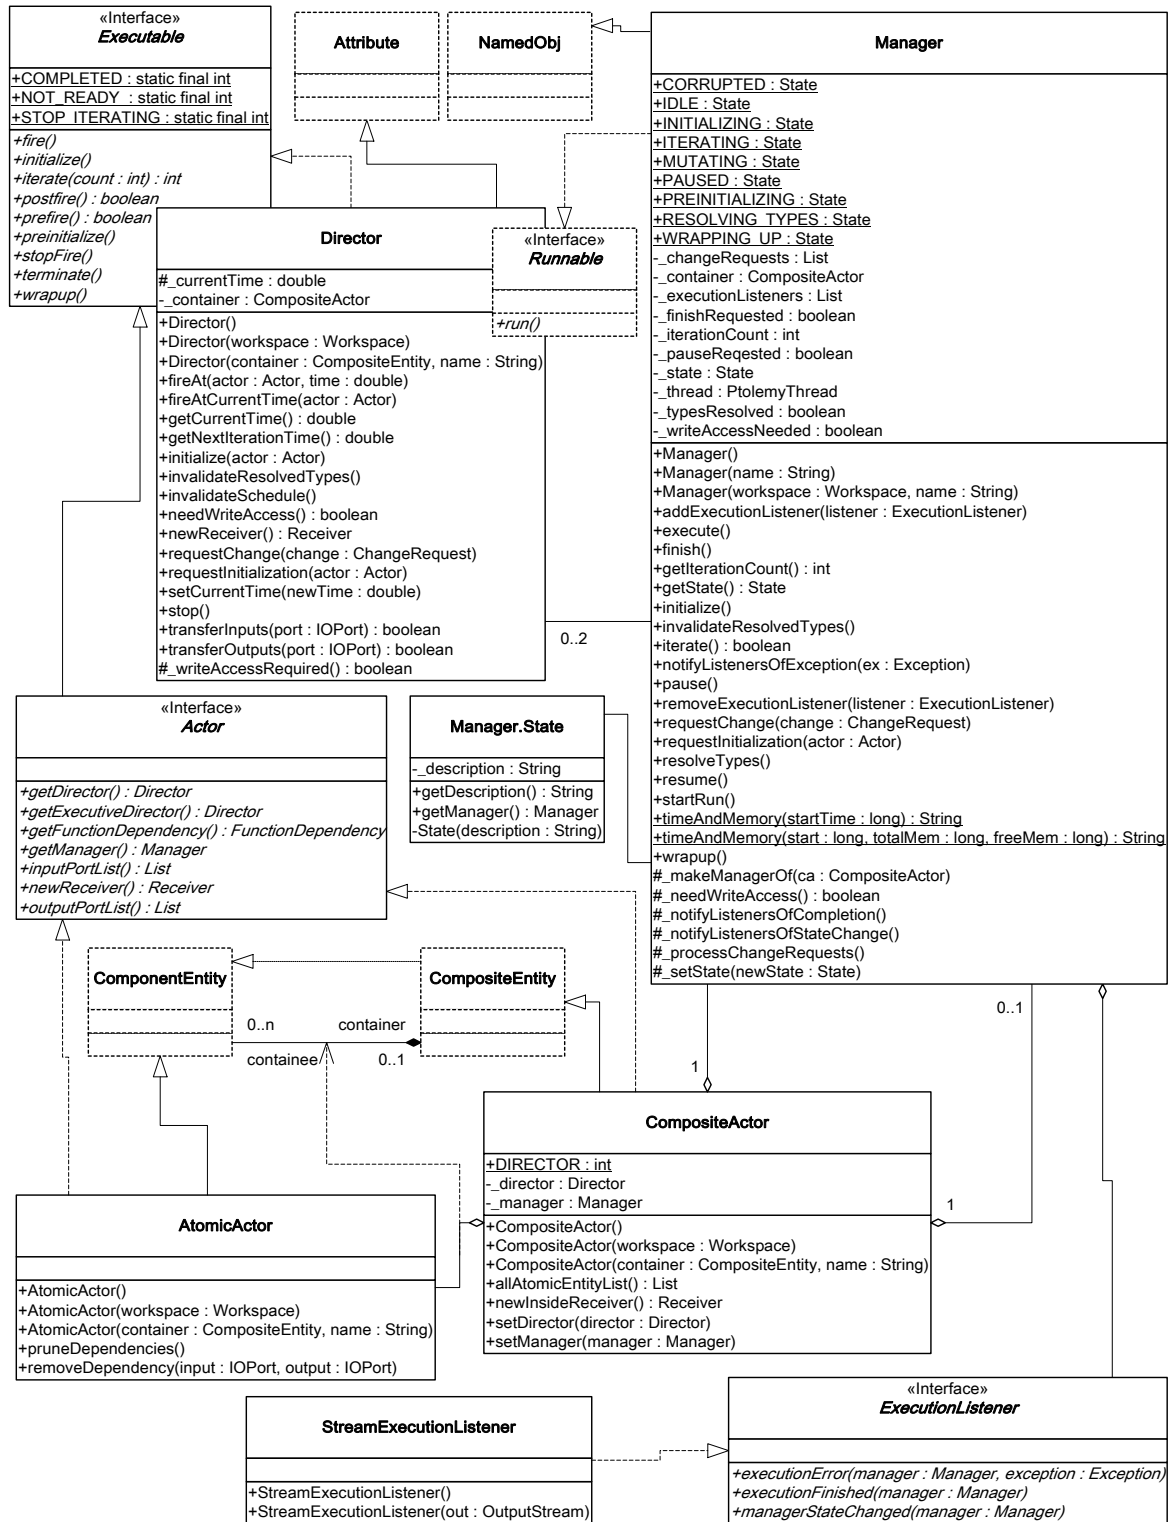 «Interface»
Executable
+COMPLETED : static final int
+NOT_READY : static final int
+STOP_ITERATING : static final int
+fire()
+initialize()
+iterate(count : int) : int
+postfire() : boolean
+prefire() : boolean
+preinitialize()
+stopFire()
+terminate()
+wrapup()
Attribute
NamedObj
Manager
+CORRUPTED : State
+IDLE : State
+INITIALIZING : State
+ITERATING : State
+MUTATING : State
+PAUSED : State
+PREINITIALIZING : State
+RESOLVING_TYPES : State
+WRAPPING_UP : State
-_changeRequests : List
-_container : CompositeActor
-_executionListeners : List
-_finishRequested : boolean
-_iterationCount : int
-_pauseReqested : boolean
-_state : State
-_thread : PtolemyThread
-_typesResolved : boolean
-_writeAccessNeeded : boolean
+Manager()
+Manager(name : String)
+Manager(workspace : Workspace, name : String)
+addExecutionListener(listener : ExecutionListener)
+execute()
+finish()
+getIterationCount() : int
+getState() : State
+initialize()
+invalidateResolvedTypes()
+iterate() : boolean
+notifyListenersOfException(ex : Exception)
+pause()
+removeExecutionListener(listener : ExecutionListener)
+requestChange(change : ChangeRequest)
+requestInitialization(actor : Actor)
+resolveTypes()
+resume()
+startRun()
+timeAndMemory(startTime : long) : String
+timeAndMemory(start : long, totalMem : long, freeMem : long) : String
+wrapup()
#_makeManagerOf(ca : CompositeActor)
#_needWriteAccess() : boolean
#_notifyListenersOfCompletion()
#_notifyListenersOfStateChange()
#_processChangeRequests()
#_setState(newState : State)
Director
#_currentTime : double
-_container : CompositeActor
+Director()
+Director(workspace : Workspace)
+Director(container : CompositeEntity, name : String)
+fireAt(actor : Actor, time : double)
+fireAtCurrentTime(actor : Actor)
+getCurrentTime() : double
+getNextIterationTime() : double
+initialize(actor : Actor)
+invalidateResolvedTypes()
+invalidateSchedule()
+needWriteAccess() : boolean
+newReceiver() : Receiver
+requestChange(change : ChangeRequest)
+requestInitialization(actor : Actor)
+setCurrentTime(newTime : double)
+stop()
+transferInputs(port : IOPort) : boolean
+transferOutputs(port : IOPort) : boolean
#_writeAccessRequired() : boolean
«Interface»
Runnable
+run()
0..2
«Interface»
Actor
+getDirector() : Director
+getExecutiveDirector() : Director
+getFunctionDependency() : FunctionDependency
+getManager() : Manager
+inputPortList() : List
+newReceiver() : Receiver
+outputPortList() : List
Manager.State
-_description : String
+getDescription() : String
+getManager() : Manager
-State(description : String)
ComponentEntity
CompositeEntity
0..n
container
containee
0..1
0..1
1
1
CompositeActor
+DIRECTOR : int
-_director : Director
-_manager : Manager
+CompositeActor()
+CompositeActor(workspace : Workspace)
+CompositeActor(container : CompositeEntity, name : String)
+allAtomicEntityList() : List
+newInsideReceiver() : Receiver
+setDirector(director : Director)
+setManager(manager : Manager)
AtomicActor
+AtomicActor()
+AtomicActor(workspace : Workspace)
+AtomicActor(container : CompositeEntity, name : String)
+pruneDependencies()
+removeDependency(input : IOPort, output : IOPort)
StreamExecutionListener
+StreamExecutionListener()
+StreamExecutionListener(out : OutputStream)
«Interface»
ExecutionListener
+executionError(manager : Manager, exception : Exception)
+executionFinished(manager : Manager)
+managerStateChanged(manager : Manager)